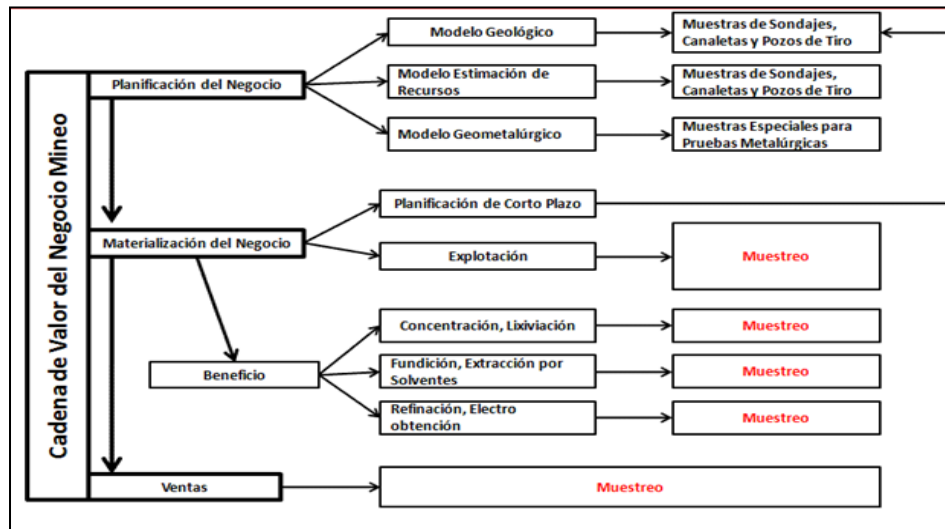 Cadena de Valor del Negocio Mineo
Planificación del Negocio
Modelo Geológico
Muestras de Sondajes,
Canaletas y Pozos de Tiro
Modelo Estimación de
Recursos
Muestras de Sondajes,
Canaletas y Pozos de Tiro
Modelo Geometalúrgico
Muestras Especiales para
Pruebas Metalúrgicas
Materialización del Negocio
Planificación de Corto Plazo
Explotación
Muestreo
Beneficio
Concentración, Lixiviación
Muestreo
Fundición, Extracción por
Solventes
Muestreo
Refinación, Electro
obtención
Muestreo
Ventas
Muestreo